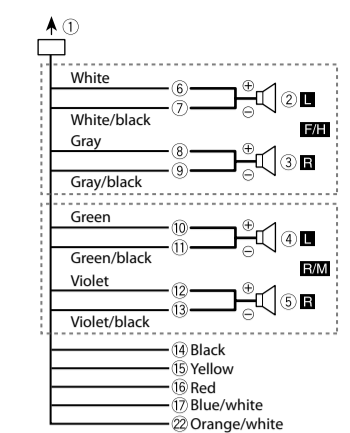 ①
White
⑥ ⊕ ② L
⑦
White/black ⊖
F/H
Gray
⑧ ⊕
⑨ ③ R
Gray/black ⊖
Green
⑩ ⊕
⑪ ④ L
Green/black ⊖
R/M
Violet
⑫ ⊕
⑬ ⑤ R
Violet/black ⊖
⑭ Black
⑮ Yellow
⑯ Red
⑰ Blue/white
㉒ Orange/white